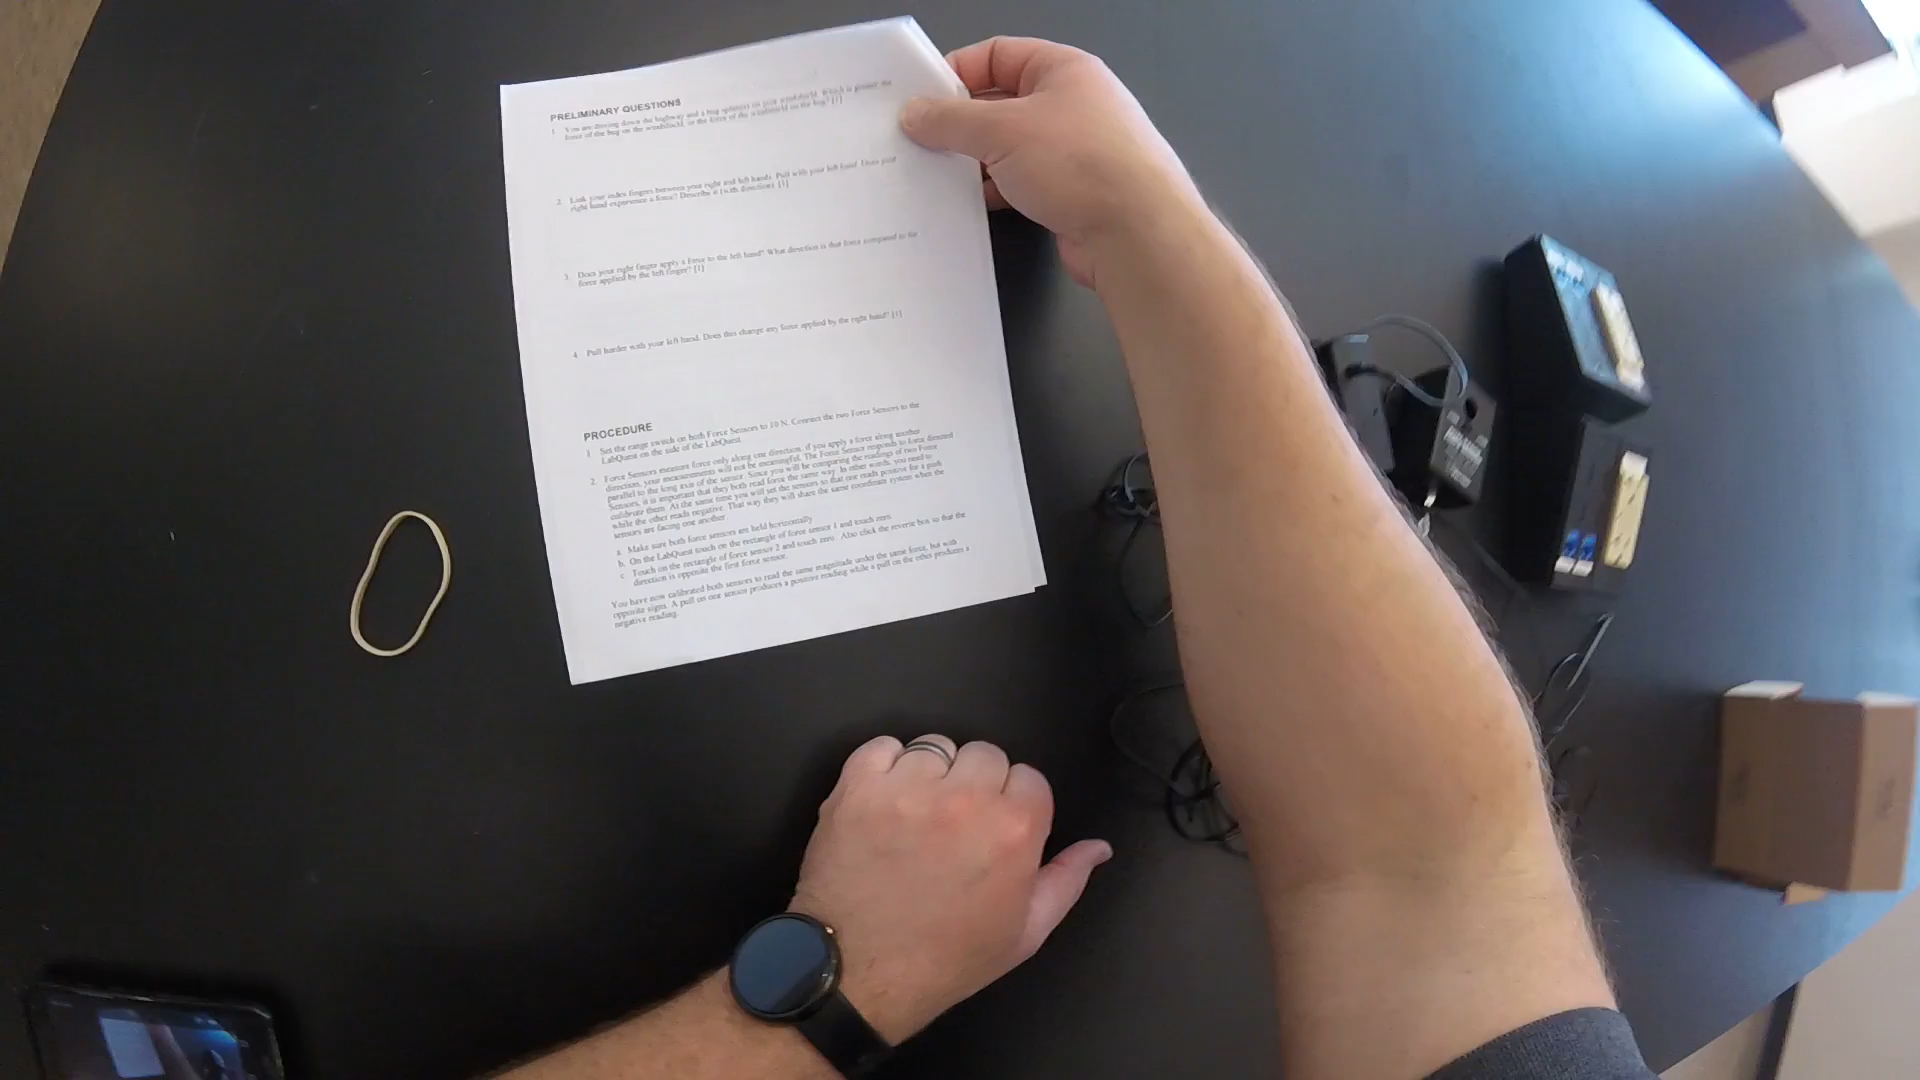 PRELIMINARY QUESTIONS
1. You are driving down the highway and a bug splatters on your windshield. Which is greater: the
force of the bug on the windshield, or the force of the windshield on the bug? [1]
2. Link your index fingers between your right and left hands. Pull with your left hand. Does your
right hand experience a force? Describe it (with direction). [1]
3. Does your right finger apply a force to the left hand? What direction is that force compared to the
force applied by the left finger? [1]
4. Pull harder with your left hand. Does this change any force applied by the right hand? [1]
PROCEDURE
1. Set the range switch on both Force Sensors to 10 N. Connect the two Force Sensors to the
LabQuest on the side of the LabQuest.
2. Force Sensors measure force only along one direction, if you apply a force along another
direction, your measurements will not be meaningful. The Force Sensor responds to force directed
parallel to the long axis of the sensor. Since you will be comparing the readings of two Force
Sensors, it is important that they both read force the same way. In other words, you need to
calibrate them. At the same time you will set the sensors so that one reads positive for a push
while the other reads negative. That way they will share the same coordinate system when the
sensors are facing one another.
a. Make sure both force sensors are held horizontally
b. On the LabQuest touch on the rectangle of force sensor 1 and touch zero.
c. Touch on the rectangle of force sensor 2 and touch zero. Also click the reverse box so that the
direction is opposite the first force sensor.
You have now calibrated both sensors to read the same magnitude under the same force, but with
opposite signs. A pull on one sensor produces a positive reading while a pull on the other produces a
negative reading.